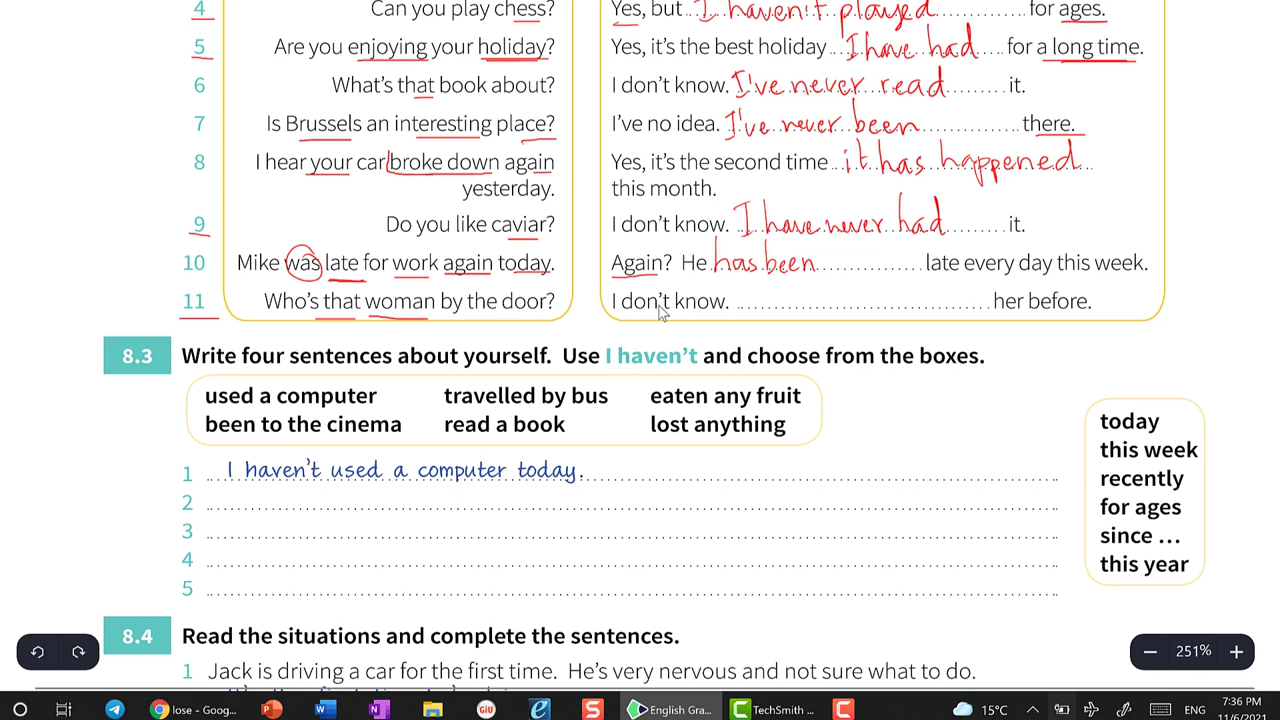 4 Can you play chess? Yes, but I haven't played for ages.
5 Are you enjoying your holiday? Yes, it's the best holiday I have had for a long time.
6 What's that book about? I don't know. I've never read it.
7 Is Brussels an interesting place? I've no idea. I've never been there.
8 I hear your car broke down again Yes, it's the second time it has happened
yesterday. this month.
9 Do you like caviar? I don't know. I have never had it.
10 Mike was late for work again today. Again? He has been late every day this week.
11 Who's that woman by the door? I don't know. her before.
8.3 Write four sentences about yourself. Use I haven't and choose from the boxes.
used a computer travelled by bus eaten any fruit
been to the cinema read a book lost anything
today
this week
recently
for ages
since ...
this year
1 I haven't used a computer today.
2
3
4
5
8.4 Read the situations and complete the sentences.
1 Jack is driving a car for the first time. He's very nervous and not sure what to do.
251%
lose - Goog... GiU English Gra... TechSmith ... 15°C 7:36 PM